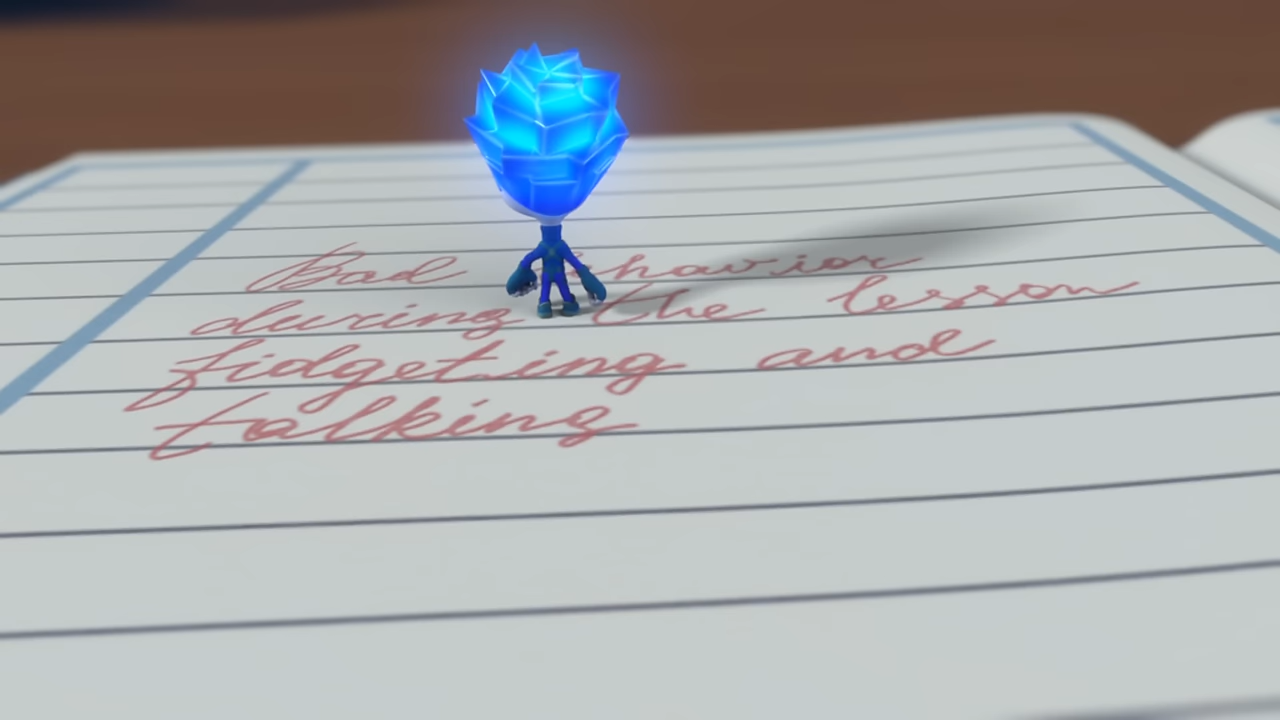 Bad behavior
during the lesson
fidgeting and
talking